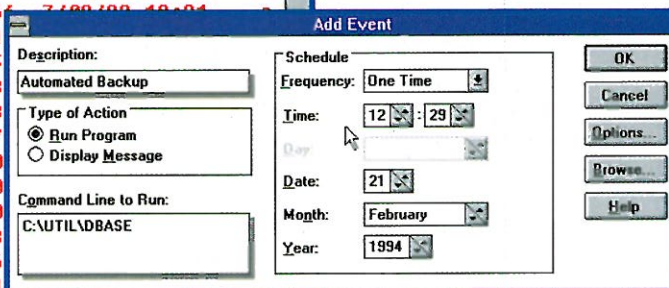 Add Event
Description:
Automated Backup
Type of Action
Run Program
Display Message
Command Line to Run:
C:\UTIL\DBASE
Schedule
Frequency: One Time
Time: 12 : 29
Day
Date: 21
Month: February
Year: 1994
OK
Cancel
Options...
Browse...
Help